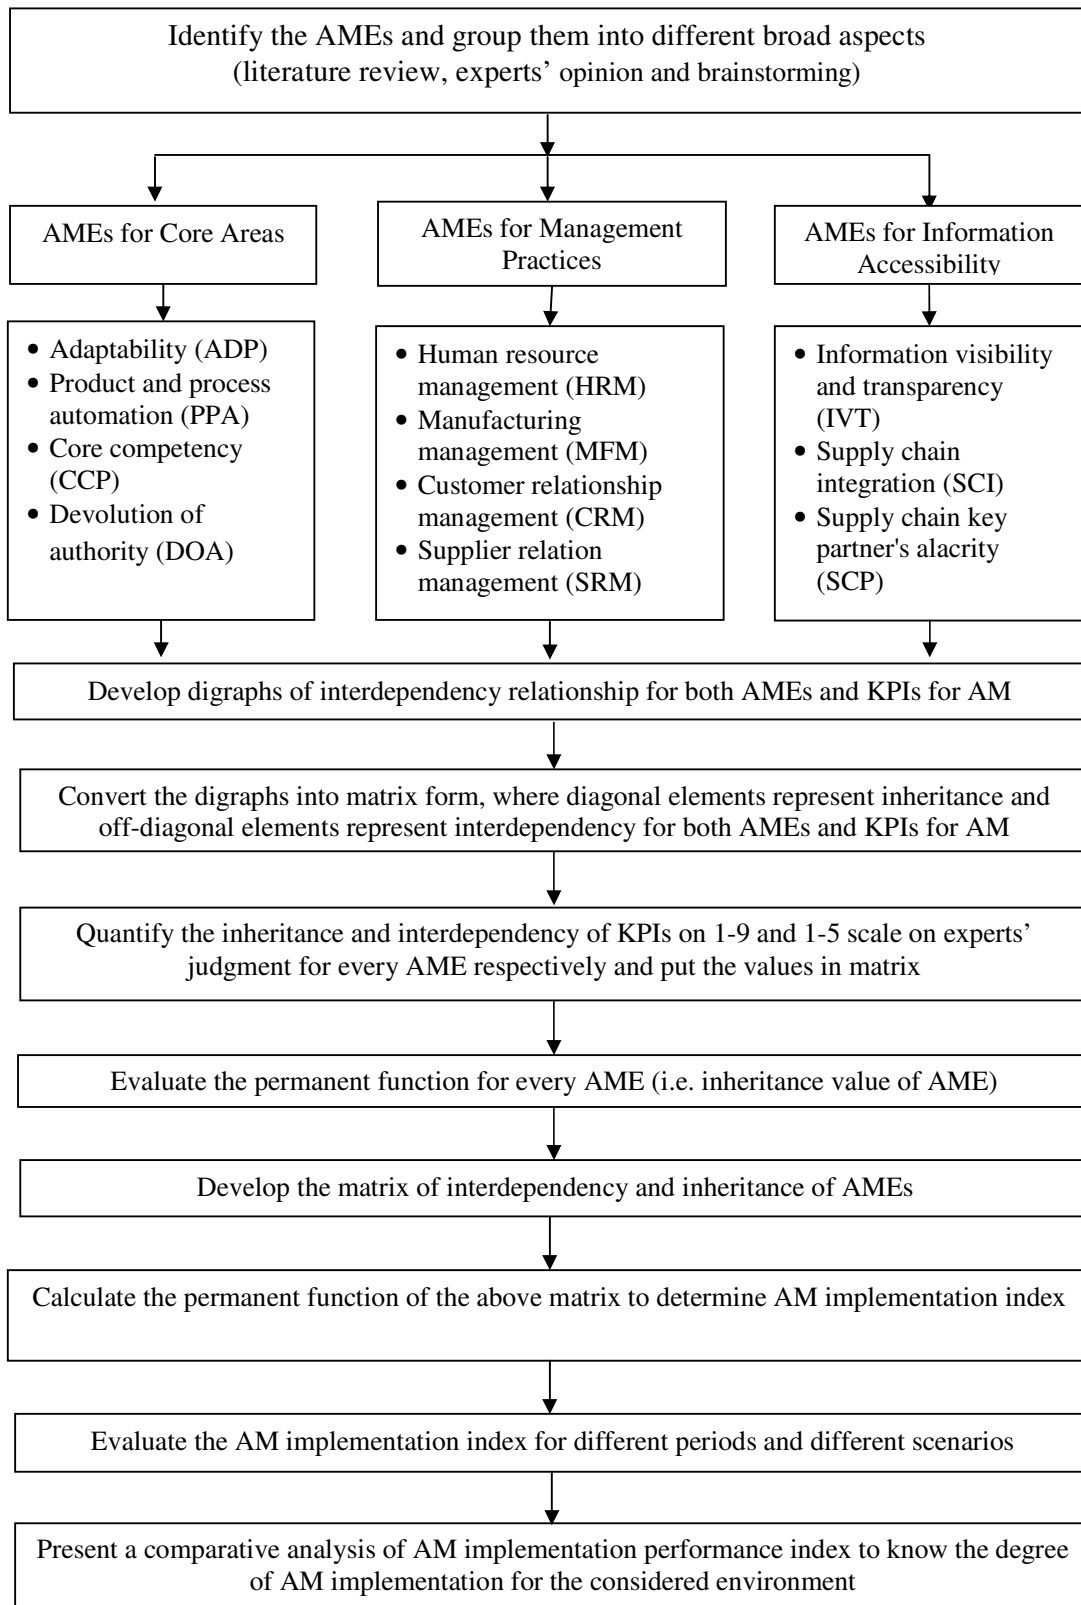 Identify the AMEs and group them into different broad aspects
(literature review, experts’ opinion and brainstorming)
AMEs for Core Areas
AMEs for Management
Practices
AMEs for Information
Accessibility
• Adaptability (ADP)
• Product and process
automation (PPA)
• Core competency
(CCP)
• Devolution of
authority (DOA)
• Human resource
management (HRM)
• Manufacturing
management (MFM)
• Customer relationship
management (CRM)
• Supplier relation
management (SRM)
• Information visibility
and transparency
(IVT)
• Supply chain
integration (SCI)
• Supply chain key
partner's alacrity
(SCP)
Develop digraphs of interdependency relationship for both AMEs and KPIs for AM
Convert the digraphs into matrix form, where diagonal elements represent inheritance and
off-diagonal elements represent interdependency for both AMEs and KPIs for AM
Quantify the inheritance and interdependency of KPIs on 1-9 and 1-5 scale on experts’
judgment for every AME respectively and put the values in matrix
Evaluate the permanent function for every AME (i.e. inheritance value of AME)
Develop the matrix of interdependency and inheritance of AMEs
Calculate the permanent function of the above matrix to determine AM implementation index
Evaluate the AM implementation index for different periods and different scenarios
Present a comparative analysis of AM implementation performance index to know the degree
of AM implementation for the considered environment